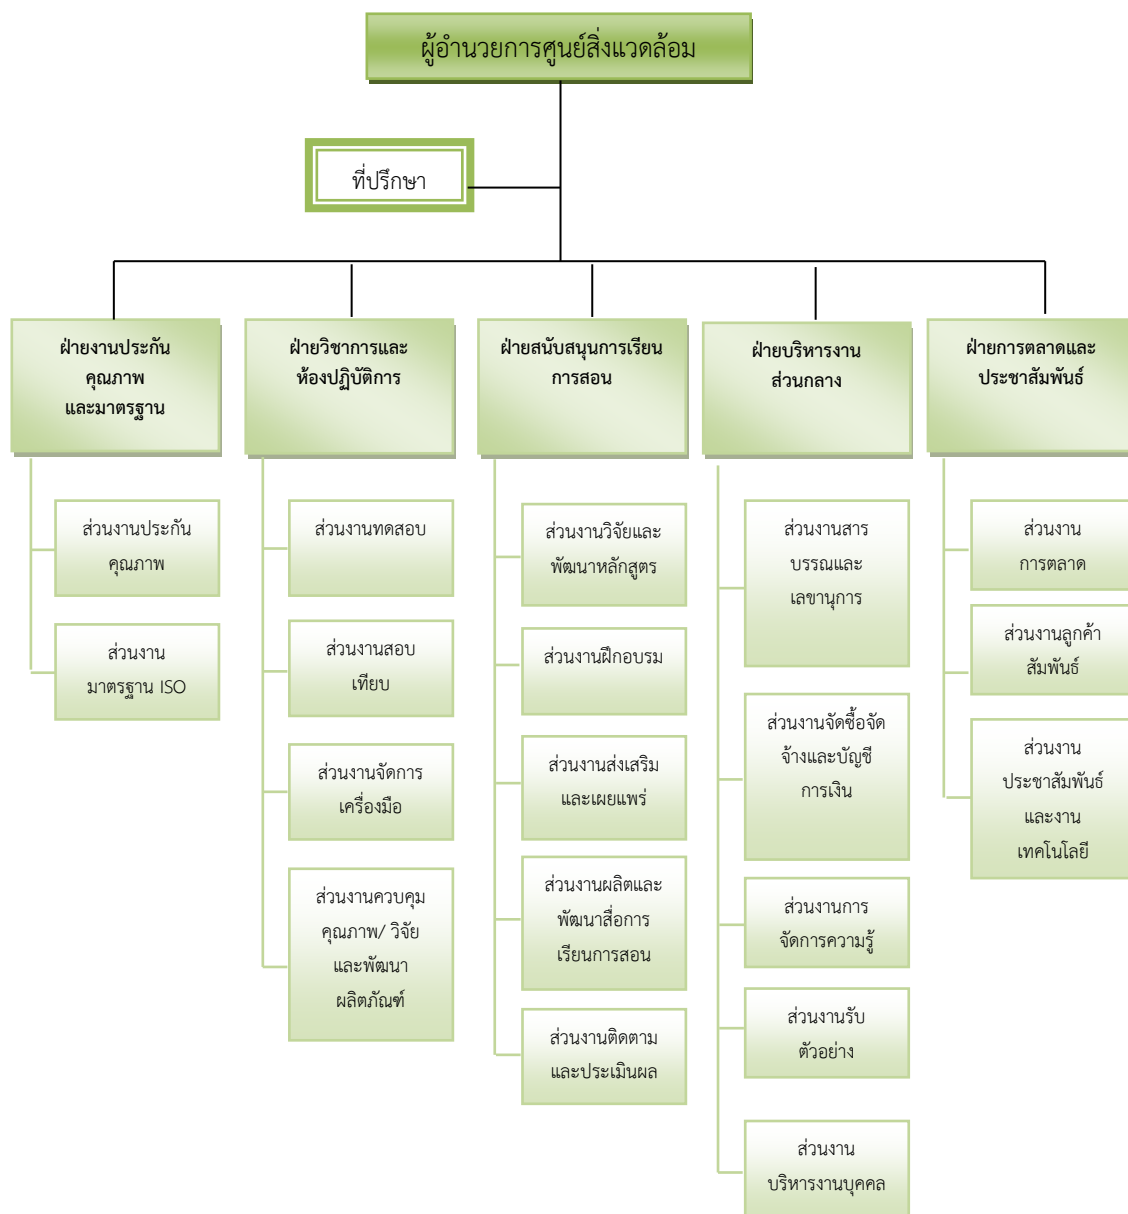 ผู้อำนวยการศูนย์สิ่งแวดล้อม
ที่ปรึกษา
ฝ่ายงานประกัน
คุณภาพ
และมาตรฐาน
ส่วนงานประกัน
คุณภาพ
ส่วนงาน
มาตรฐาน ISO
ฝ่ายวิชาการและ
ห้องปฏิบัติการ
ส่วนงานทดสอบ
ส่วนงานสอบ
เทียบ
ส่วนงานจัดการ
เครื่องมือ
ส่วนงานควบคุม
คุณภาพ/ วิจัย
และพัฒนา
ผลิตภัณฑ์
ฝ่ายสนับสนุนการเรียน
การสอน
ส่วนงานวิจัยและ
พัฒนาหลักสูตร
ส่วนงานฝึกอบรม
ส่วนงานส่งเสริม
และเผยแพร่
ส่วนงานผลิตและ
พัฒนาสื่อการ
เรียนการสอน
ส่วนงานติดตาม
และประเมินผล
ฝ่ายบริหารงาน
ส่วนกลาง
ส่วนงานสาร
บรรณและ
เลขานุการ
ส่วนงานจัดซื้อจัด
จ้างและบัญชี
การเงิน
ส่วนงานการ
จัดการความรู้
ส่วนงานรับ
ตัวอย่าง
ส่วนงาน
บริหารงานบุคคล
ฝ่ายการตลาดและ
ประชาสัมพันธ์
ส่วนงาน
การตลาด
ส่วนงานลูกค้า
สัมพันธ์
ส่วนงาน
ประชาสัมพันธ์
และงาน
เทคโนโลยี